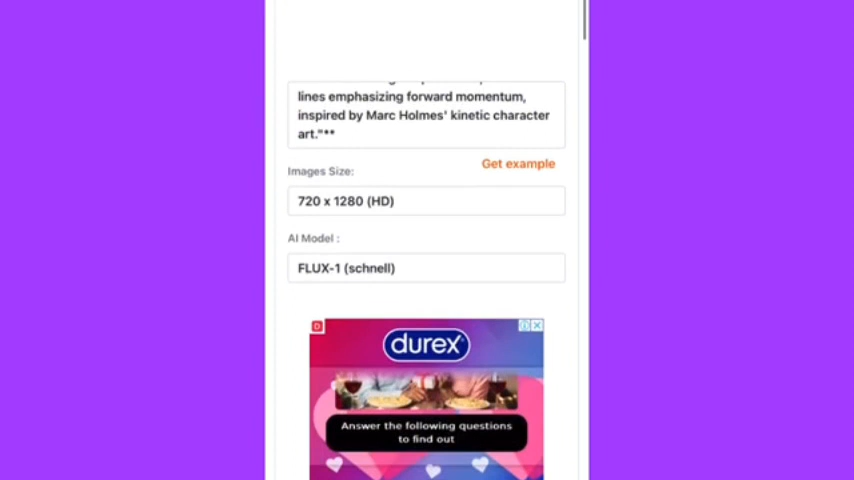 lines emphasizing forward momentum,
inspired by Marc Holmes' kinetic character
art."**
Get example
Images Size:
720 x 1280 (HD)
AI Model :
FLUX-1 (schnell)
D
durex
Answer the following questions
to find out